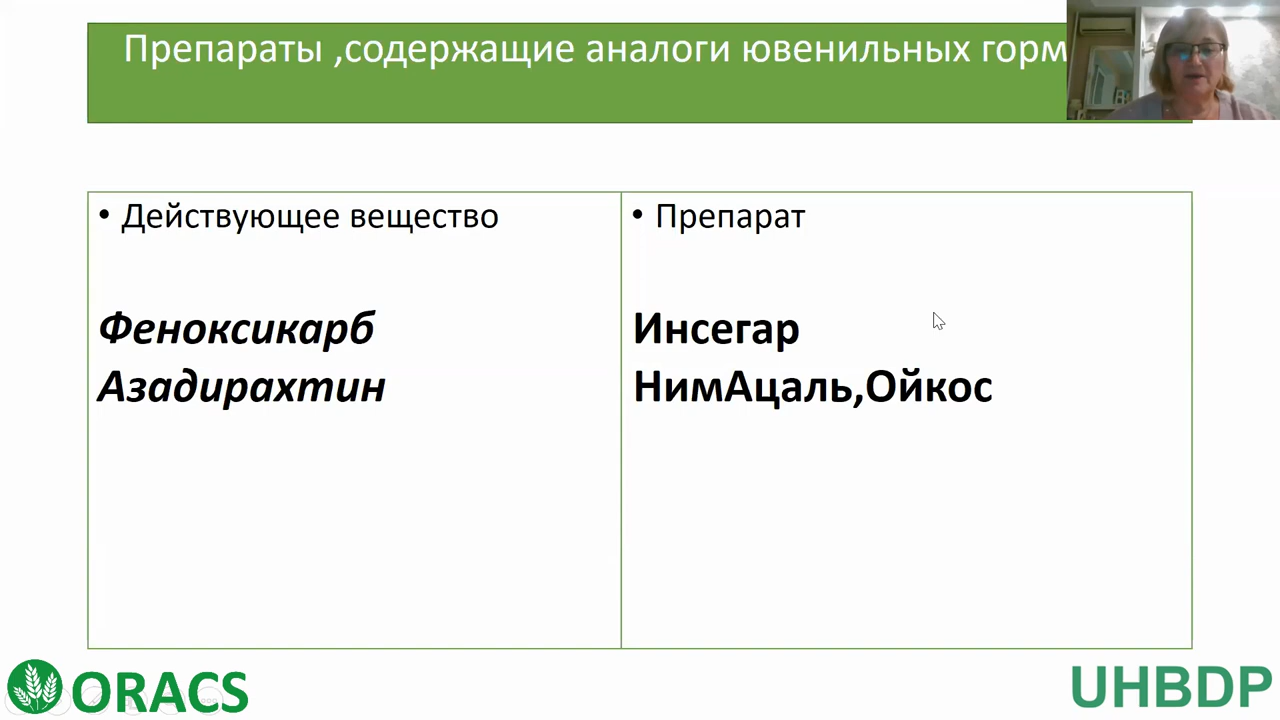 Препараты ,содержащие аналоги ювенильных горм
• Действующее вещество
Феноксикарб
Азадирахтин
• Препарат
Инсегар
НимАцаль,Ойкос
ORACS
UHBDP